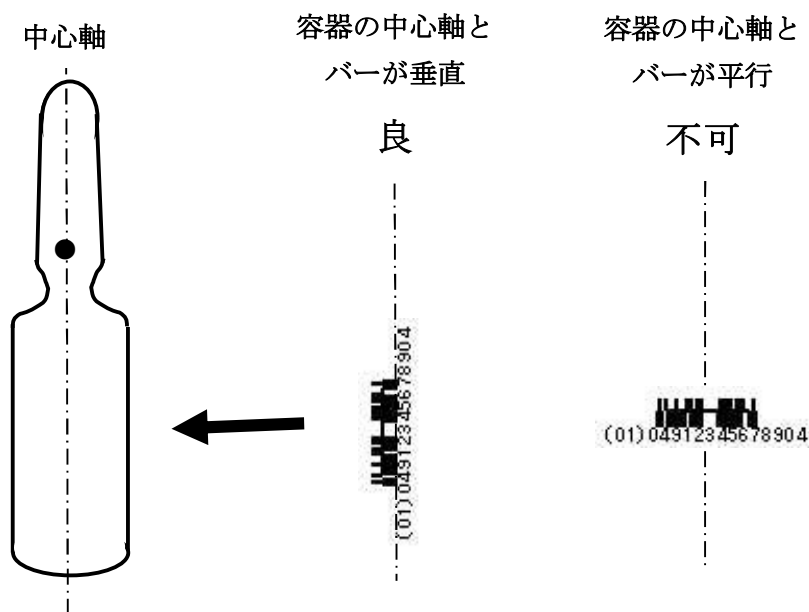 中心軸
容器の中心軸と
バーが垂直
良
(01)04912345678904
容器の中心軸と
バーが平行
不可
(01)04912345678904